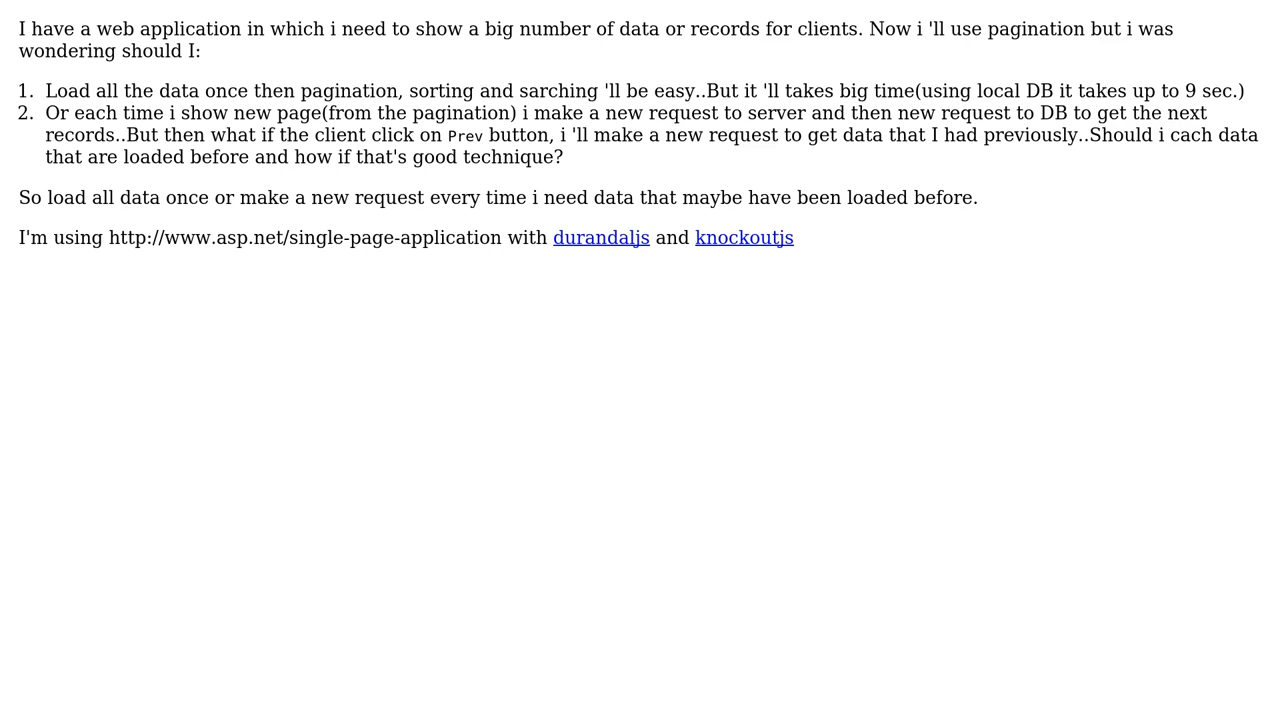 I have a web application in which i need to show a big number of data or records for clients. Now i 'll use pagination but i was
wondering should I:
1. Load all the data once then pagination, sorting and sarching 'll be easy..But it 'll takes big time(using local DB it takes up to 9 sec.)
2. Or each time i show new page(from the pagination) i make a new request to server and then new request to DB to get the next
records..But then what if the client click on Prev button, i 'll make a new request to get data that I had previously..Should i cach data
that are loaded before and how if that's good technique?
So load all data once or make a new request every time i need data that maybe have been loaded before.
I'm using http://www.asp.net/single-page-application with durandaljs and knockoutjs